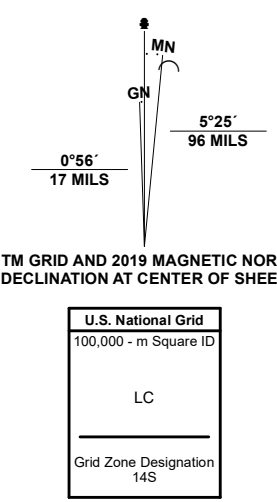 MN
GN
5°25´
96 MILS
0°56´
17 MILS
TM GRID AND 2019 MAGNETIC NOR
DECLINATION AT CENTER OF SHEE
U.S. National Grid
100,000 - m Square ID
LC
Grid Zone Designation
14S